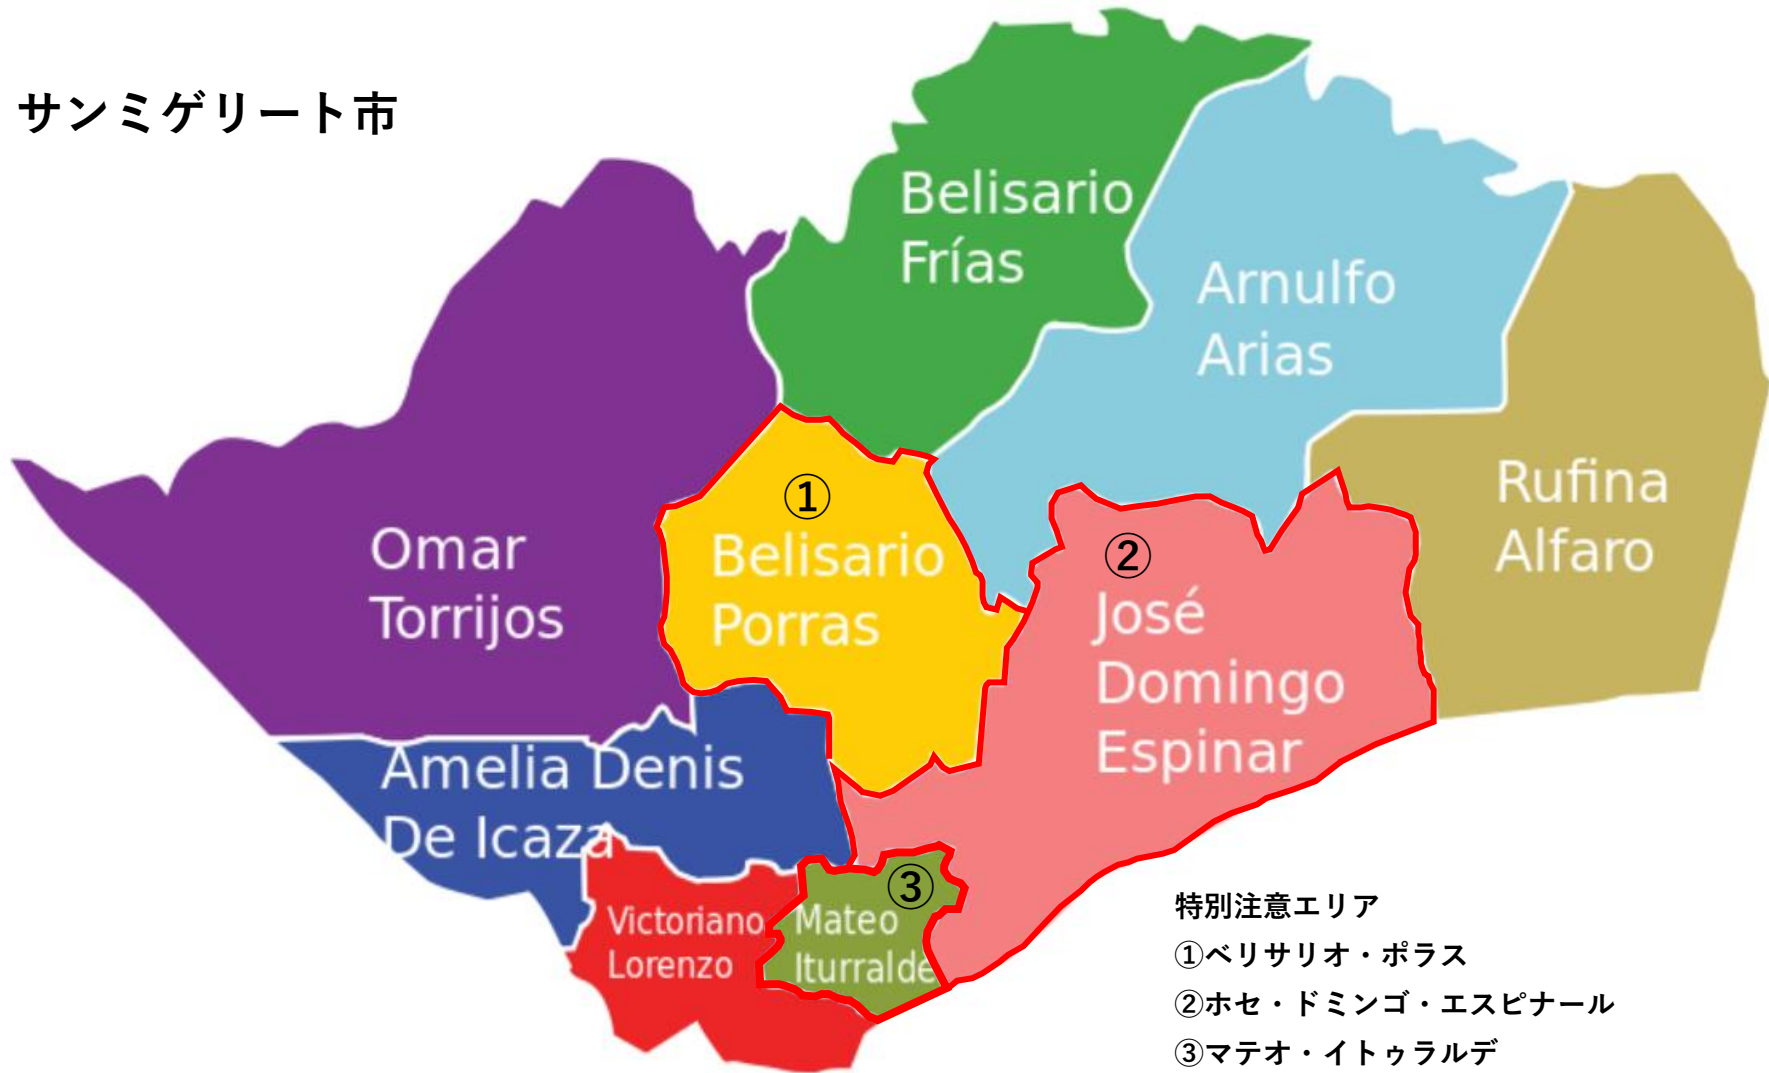 サンミゲリート市
Belisario
Frías
Arnulfo
Arias
Rufina
Alfaro
①
Belisario
Porras
②
José
Domingo
Espinar
Omar
Torrijos
Amelia Denis
De Icaza
③
Victoriano
Lorenzo
Mateo
Iturralde
特別注意エリア
①ベリサリオ・ポラス
②ホセ・ドミンゴ・エスピナール
③マテオ・イトゥラルデ